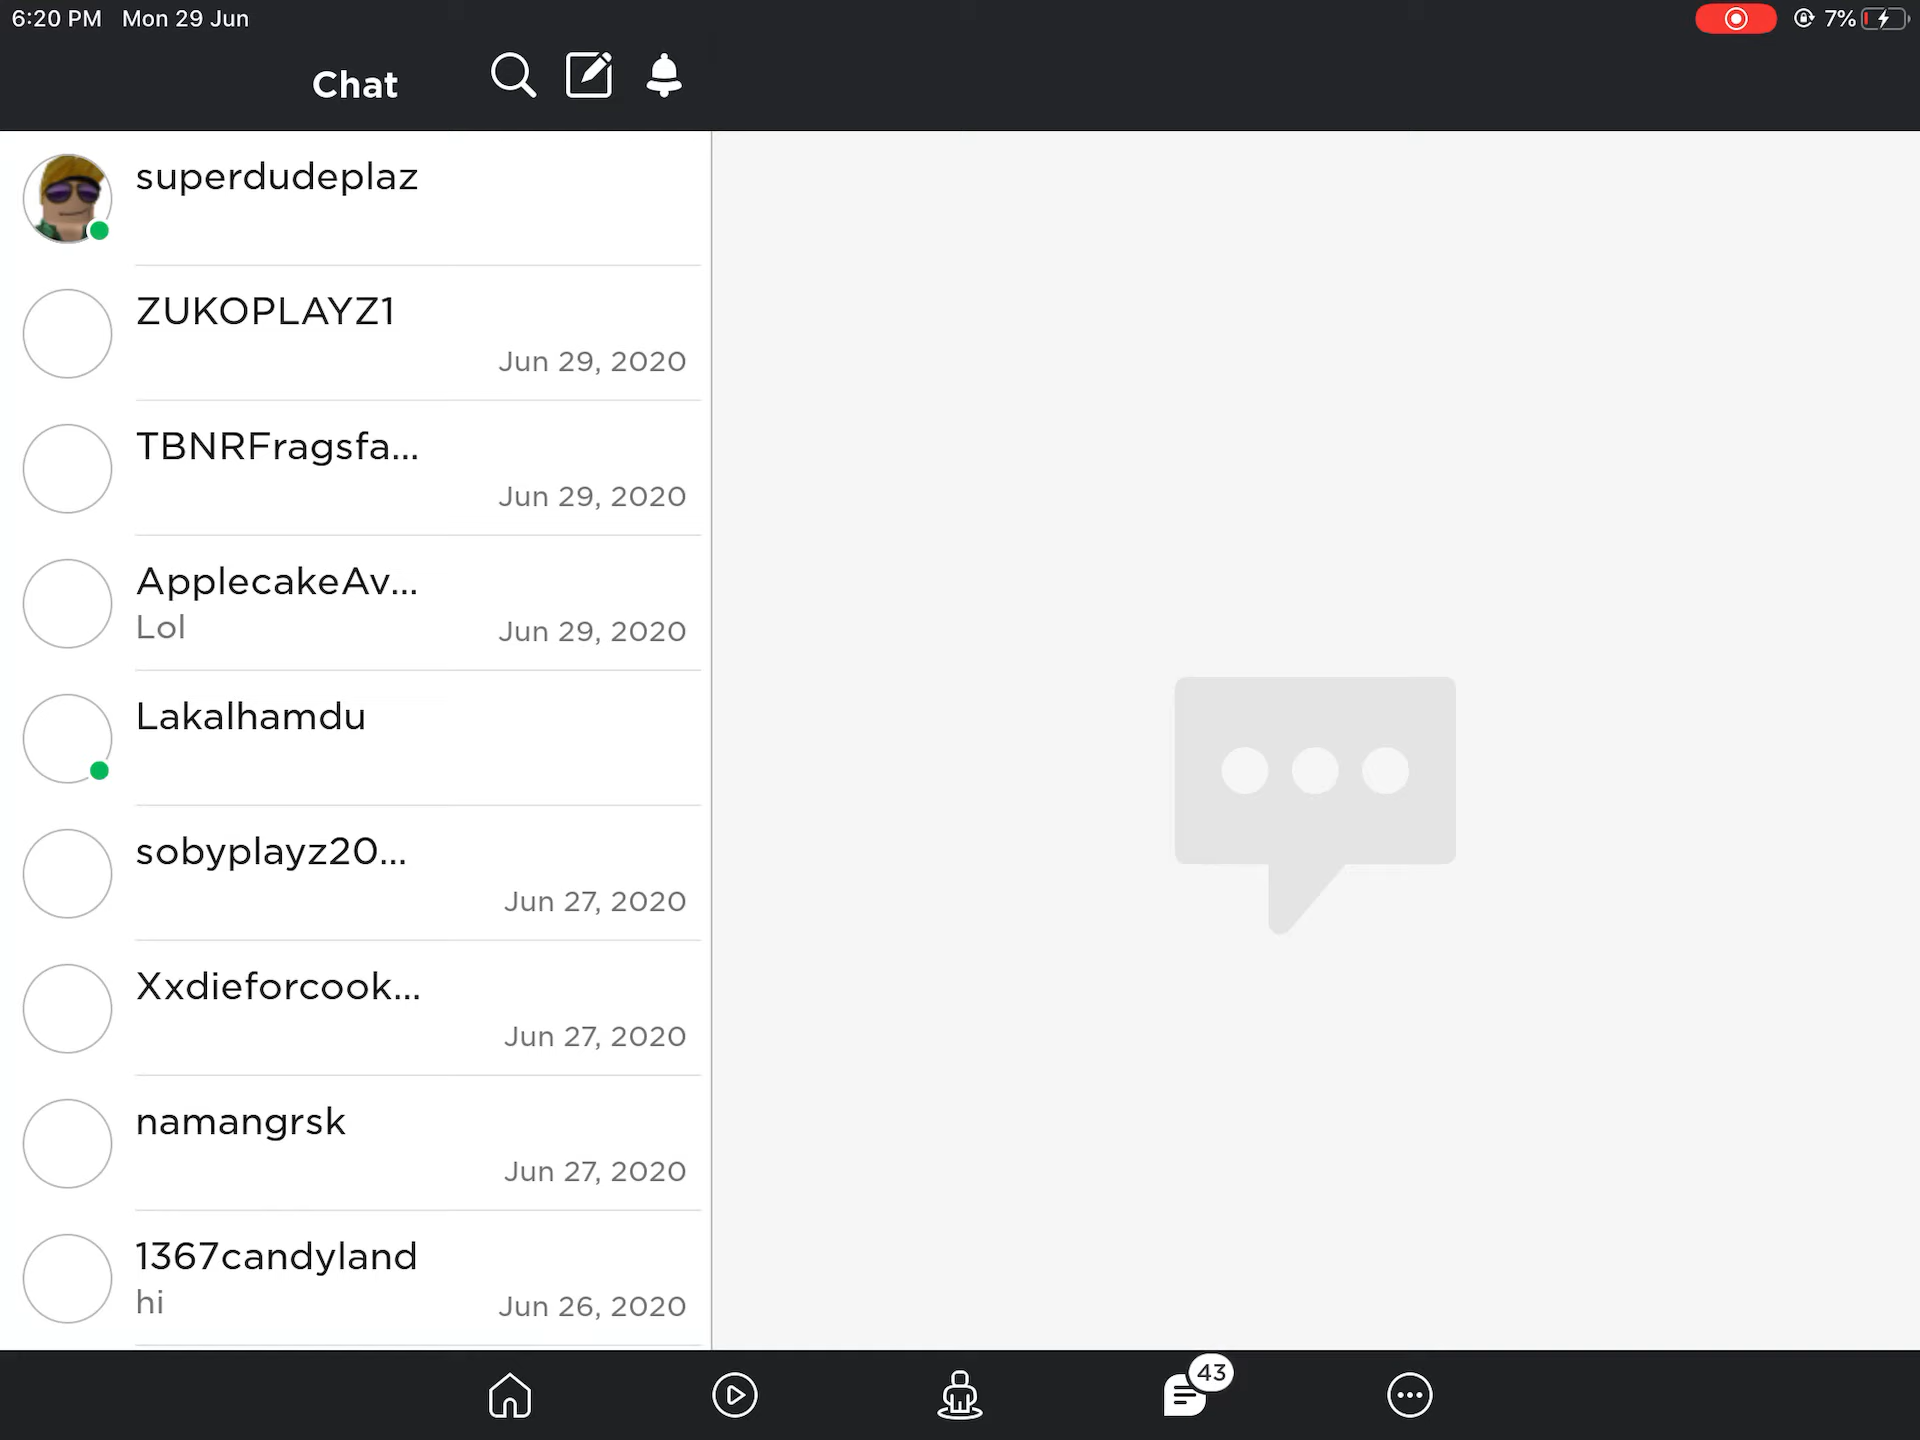 6:20 PM Mon 29 Jun
7%
Chat
superdudeplaz
ZUKOPLAYZ1
Jun 29, 2020
TBNRFragsfa...
Jun 29, 2020
ApplecakeAv...
Lol
Jun 29, 2020
Lakalhamdu
sobyplayz20...
Jun 27, 2020
Xxdieforcook...
Jun 27, 2020
namangrsk
Jun 27, 2020
1367candyland
hi
Jun 26, 2020
43